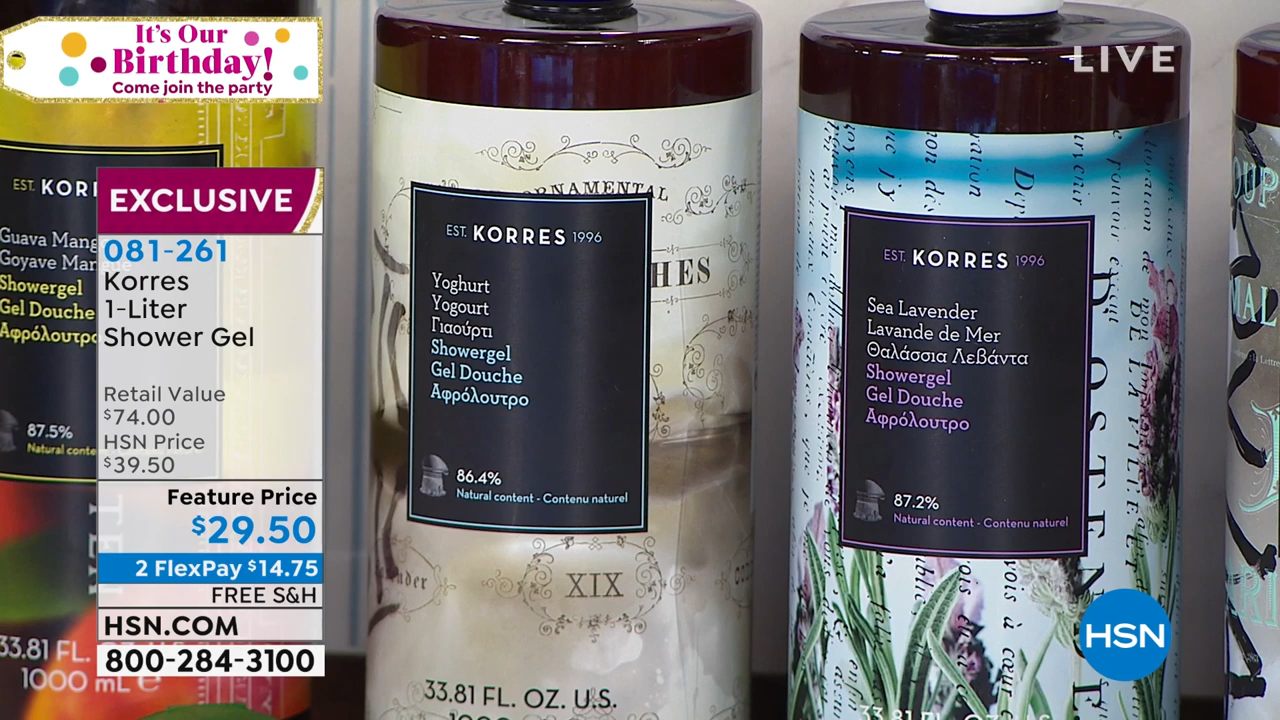 It's Our
Birthday!
Come join the party
LIVE
EXCLUSIVE
081-261
Korres
1-Liter
Shower Gel
Retail Value
$74.00
HSN Price
$39.50
Feature Price
$29.50
2 FlexPay $14.75
FREE S&H
HSN.COM
800-284-3100
EST. KORR
Guava Mang
Goyave Mangue
Showergel
Gel Douche
Αφρόλουτρο
87.5%
Natural conte
33.81 FL.
1000 mL e
ORNAMENTAL
HES
EST. KORRES 1996
Yoghurt
Yogourt
Γιαούρτι
Showergel
Gel Douche
Αφρόλουτρο
86.4%
Natural content - Contenu naturel
XIX
33.81 FL. OZ. U.S.
EST. KORRES 1996
Sea Lavender
Lavande de Mer
Θαλάσσια Λεβάντα
Showergel
Gel Douche
Αφρόλουτρο
87.2%
Natural content - Contenu naturel
HSN